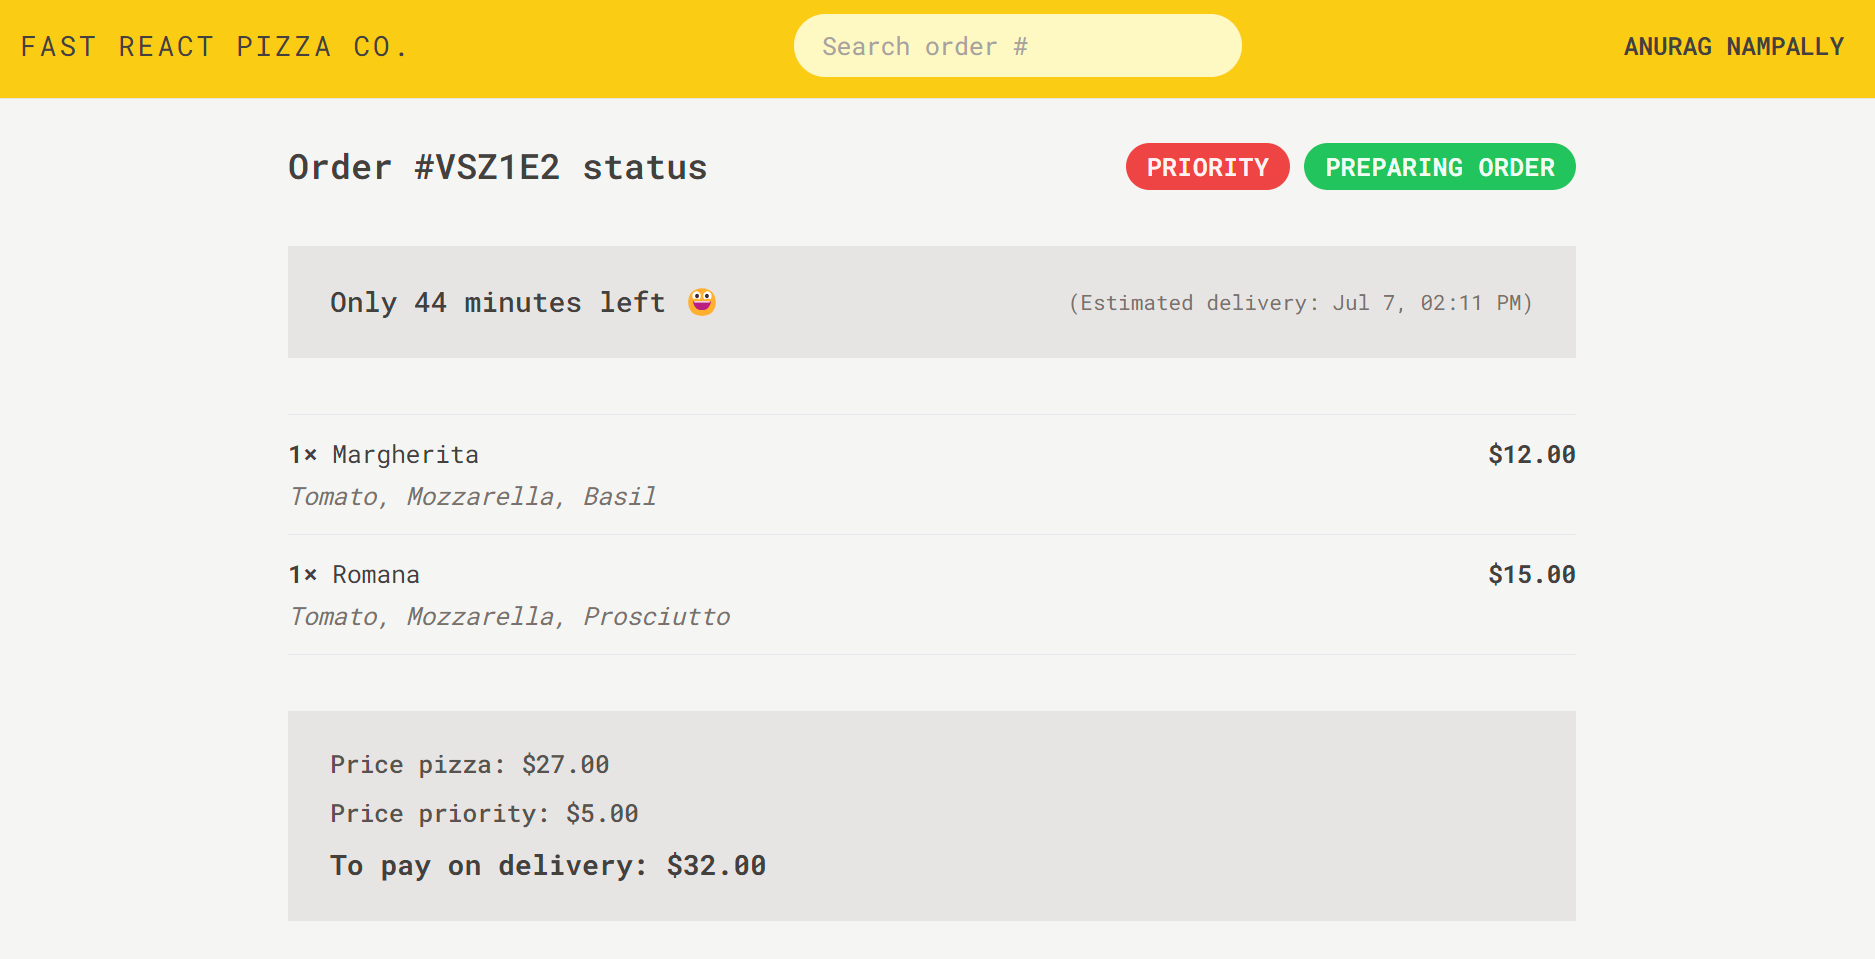 FAST REACT PIZZA CO.
Search order #
ANURAG NAMPALLY
Order #VSZ1E2 status
PRIORITY
PREPARING ORDER
Only 44 minutes left 😃
(Estimated delivery: Jul 7, 02:11 PM)
1× Margherita
$12.00
Tomato, Mozzarella, Basil
1× Romana
$15.00
Tomato, Mozzarella, Prosciutto
Price pizza: $27.00
Price priority: $5.00
To pay on delivery: $32.00